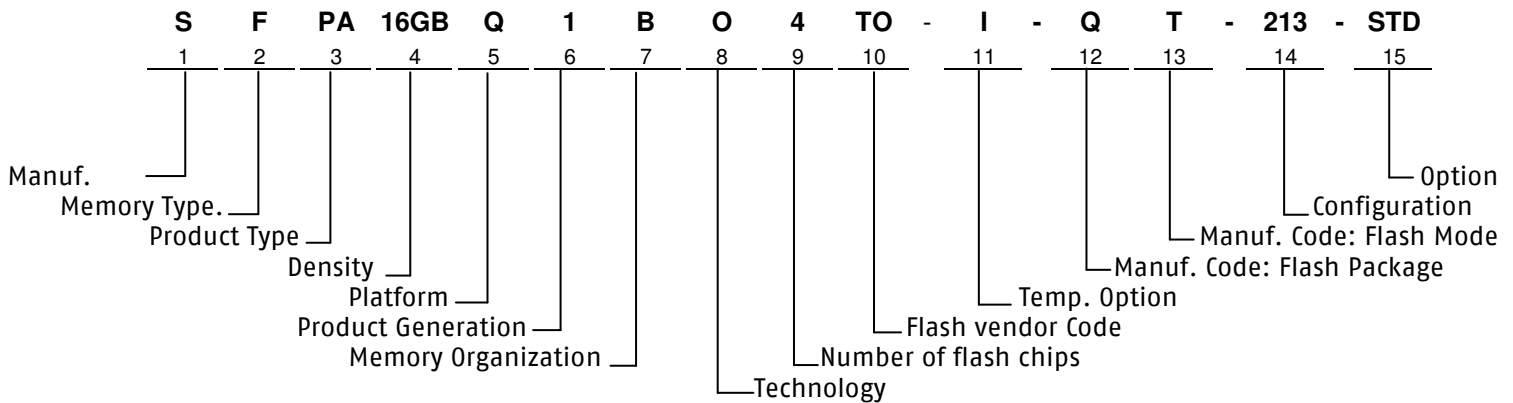 S F PA 16GB Q 1 B O 4 TO - I - Q T - 213 - STD
1 2 3 4 5 6 7 8 9 10 11 12 13 14 15
Manuf. Option
Memory Type. Configuration
Product Type Manuf. Code: Flash Mode
Density Manuf. Code: Flash Package
Platform Temp. Option
Product Generation Flash vendor Code
Memory Organization Number of flash chips
Technology